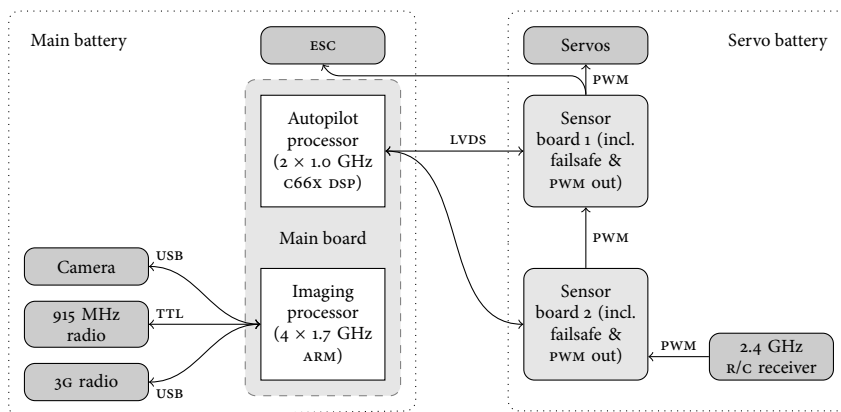 Main battery
ESC
Servos
Servo battery
PWM
Autopilot
processor
(2 × 1.0 GHz
C66X DSP)
LVDS
Sensor
board 1 (incl.
failsafe &
PWM out)
Main board
PWM
Camera
USB
915 MHz
radio
TTL
3G radio
USB
Imaging
processor
(4 × 1.7 GHz
ARM)
Sensor
board 2 (incl.
failsafe &
PWM out)
PWM
2.4 GHz
R/C receiver